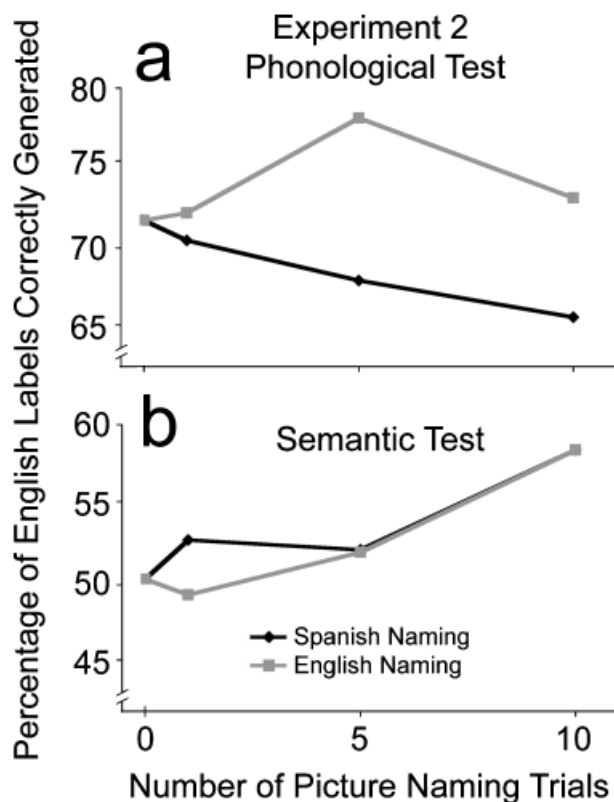 Experiment 2
a Phonological Test
80
75
70
65
b Semantic Test
60
55
50
45
Spanish Naming
English Naming
0 5 10
Number of Picture Naming Trials
Percentage of English Labels Correctly Generated